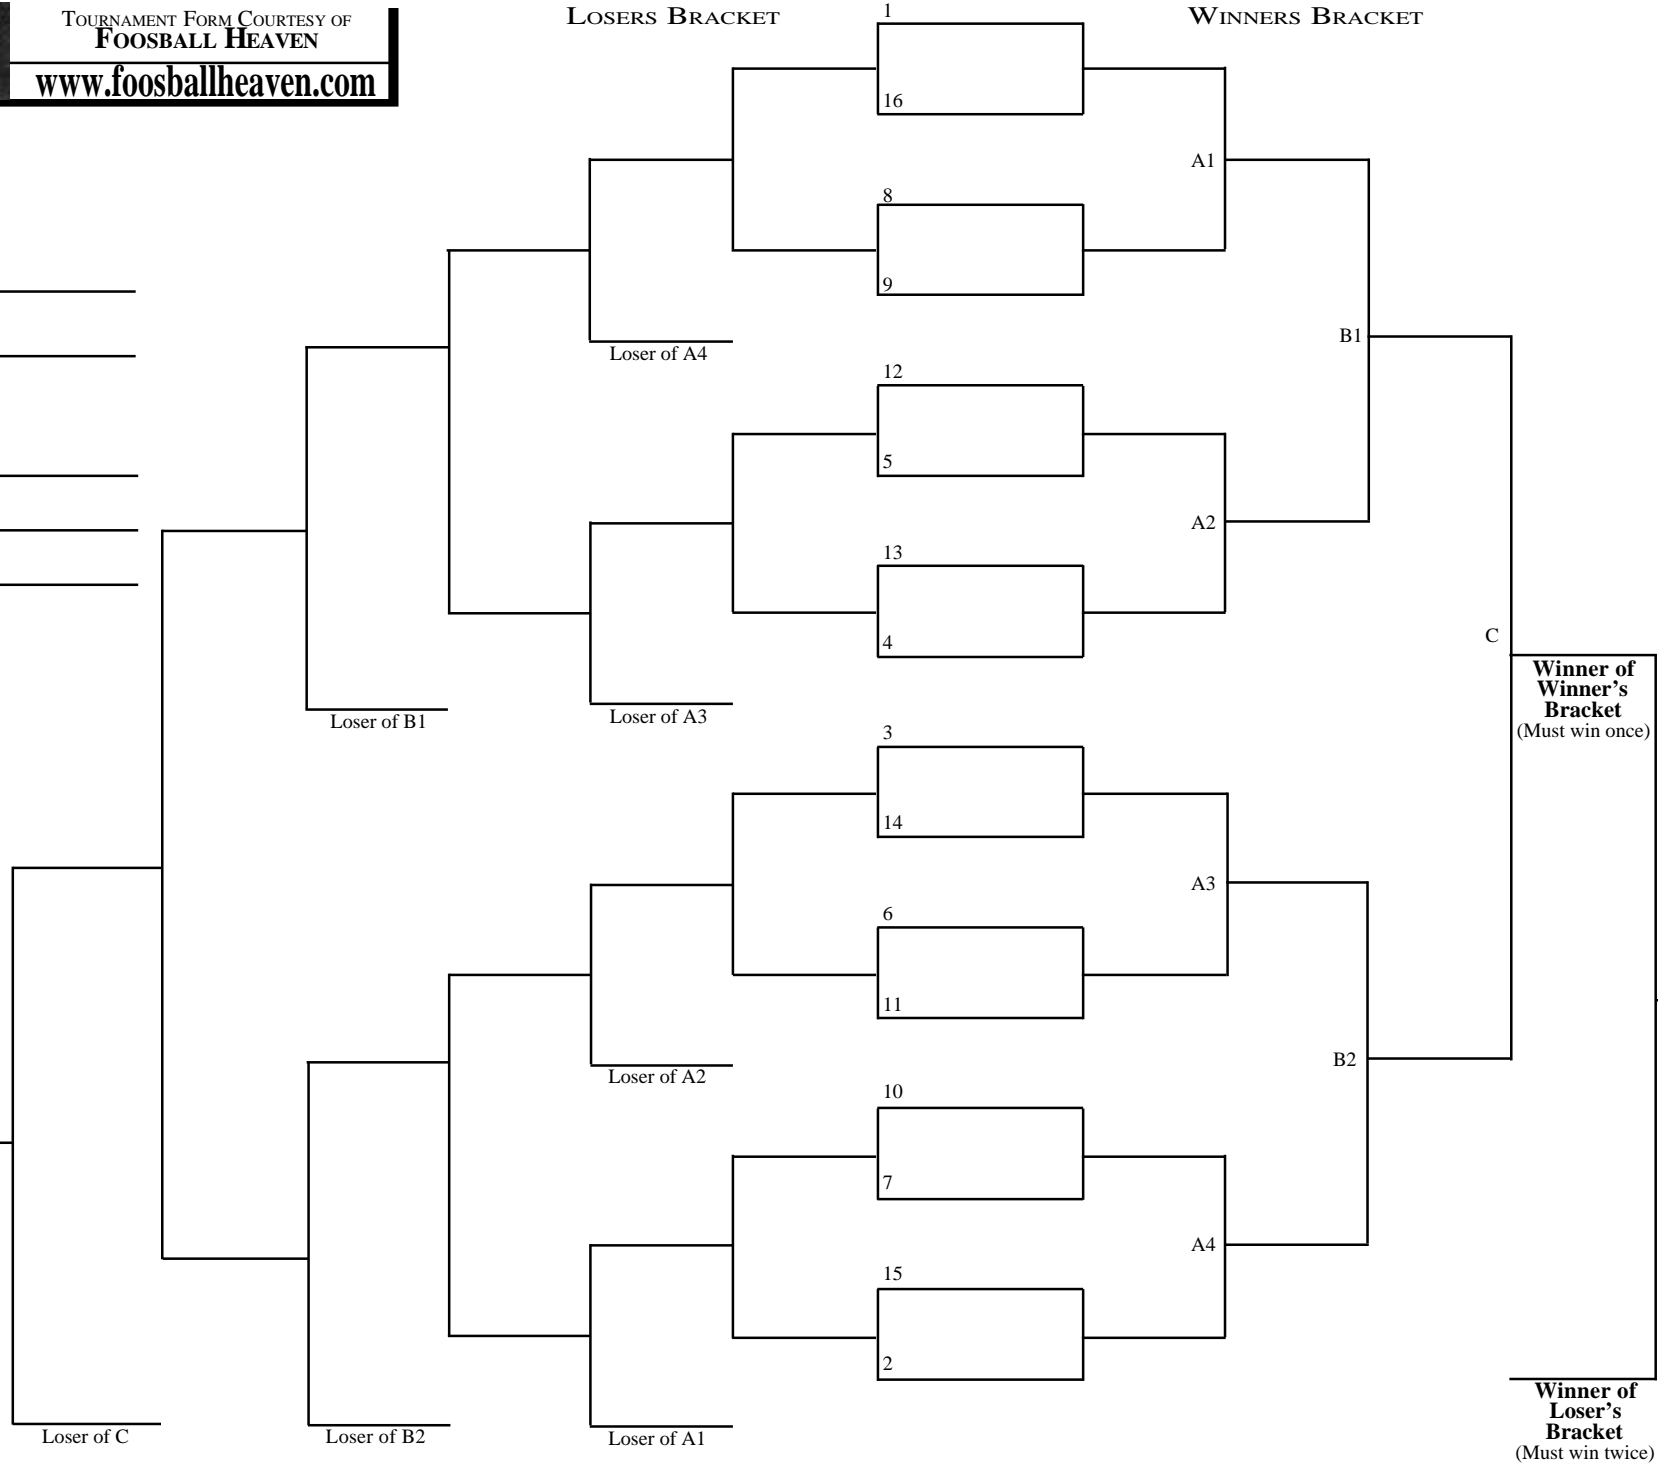 Tournament Form Courtesy of
Foosball Heaven
www.foosballheaven.com
Losers Bracket
Winners Bracket
1
16
A1
8
9
B1
Loser of A4
12
5
A2
13
4
C
Winner of
Winner's
Bracket
(Must win once)
Loser of B1
Loser of A3
3
14
A3
6
11
B2
Loser of A2
10
7
A4
15
2
Loser of C
Loser of B2
Loser of A1
Winner of
Loser's
Bracket
(Must win twice)